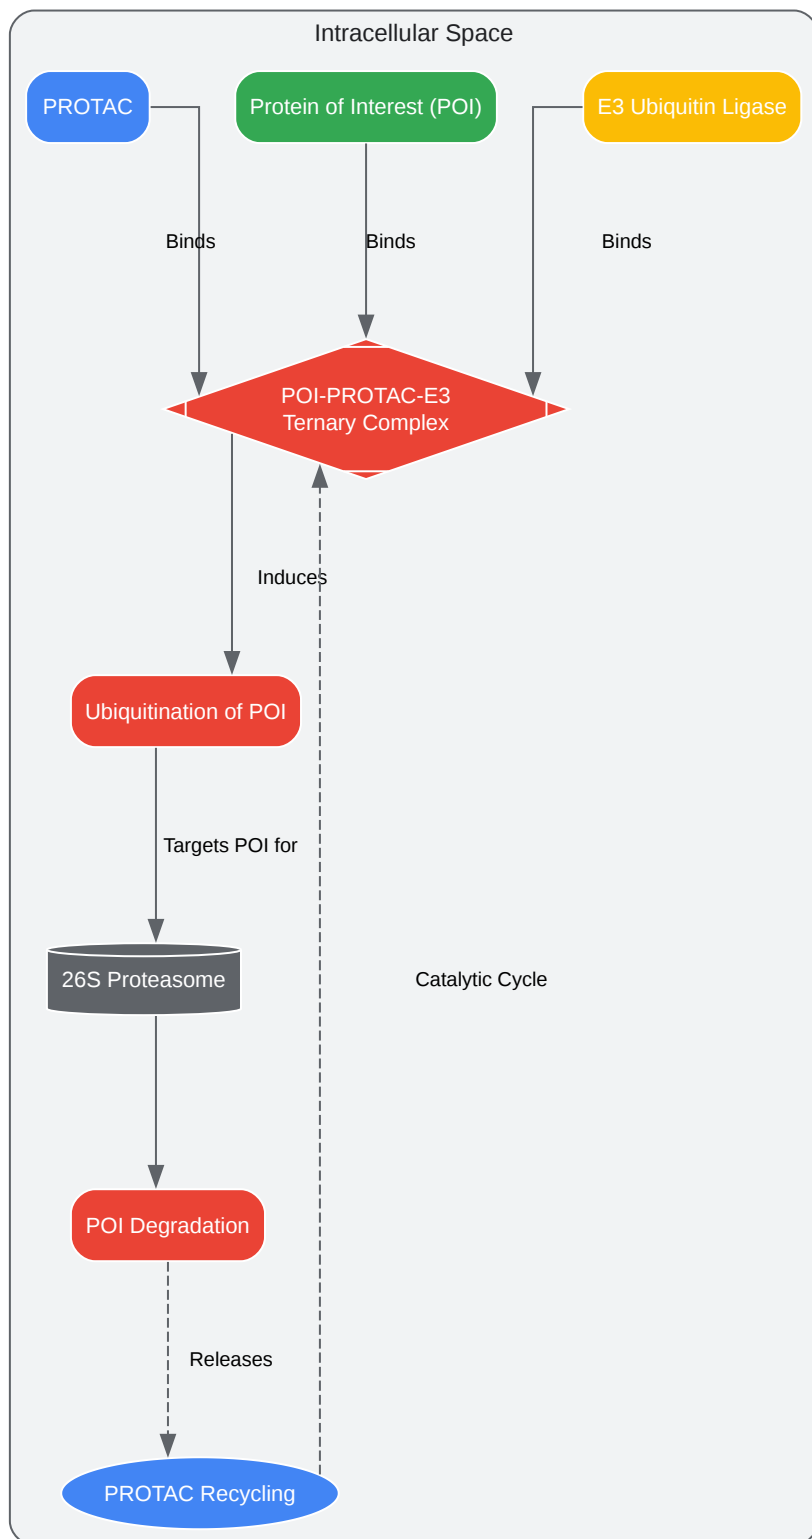 Intracellular Space
PROTAC
Protein of Interest (POI)
E3 Ubiquitin Ligase
Binds
Binds
Binds
POI-PROTAC-E3
Ternary Complex
Induces
Ubiquitination of POI
Targets POI for
26S Proteasome
Catalytic Cycle
POI Degradation
Releases
PROTAC Recycling